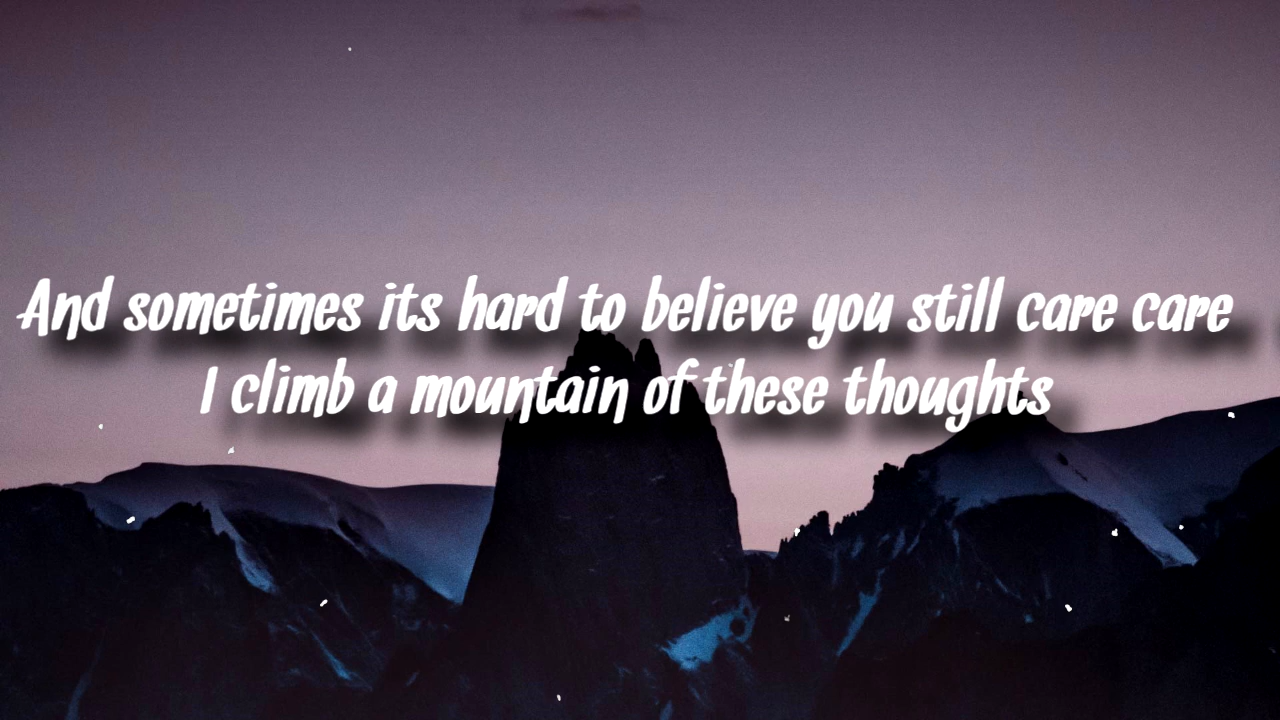 And sometimes its hard to believe you still care care
I climb a mountain of these thoughts